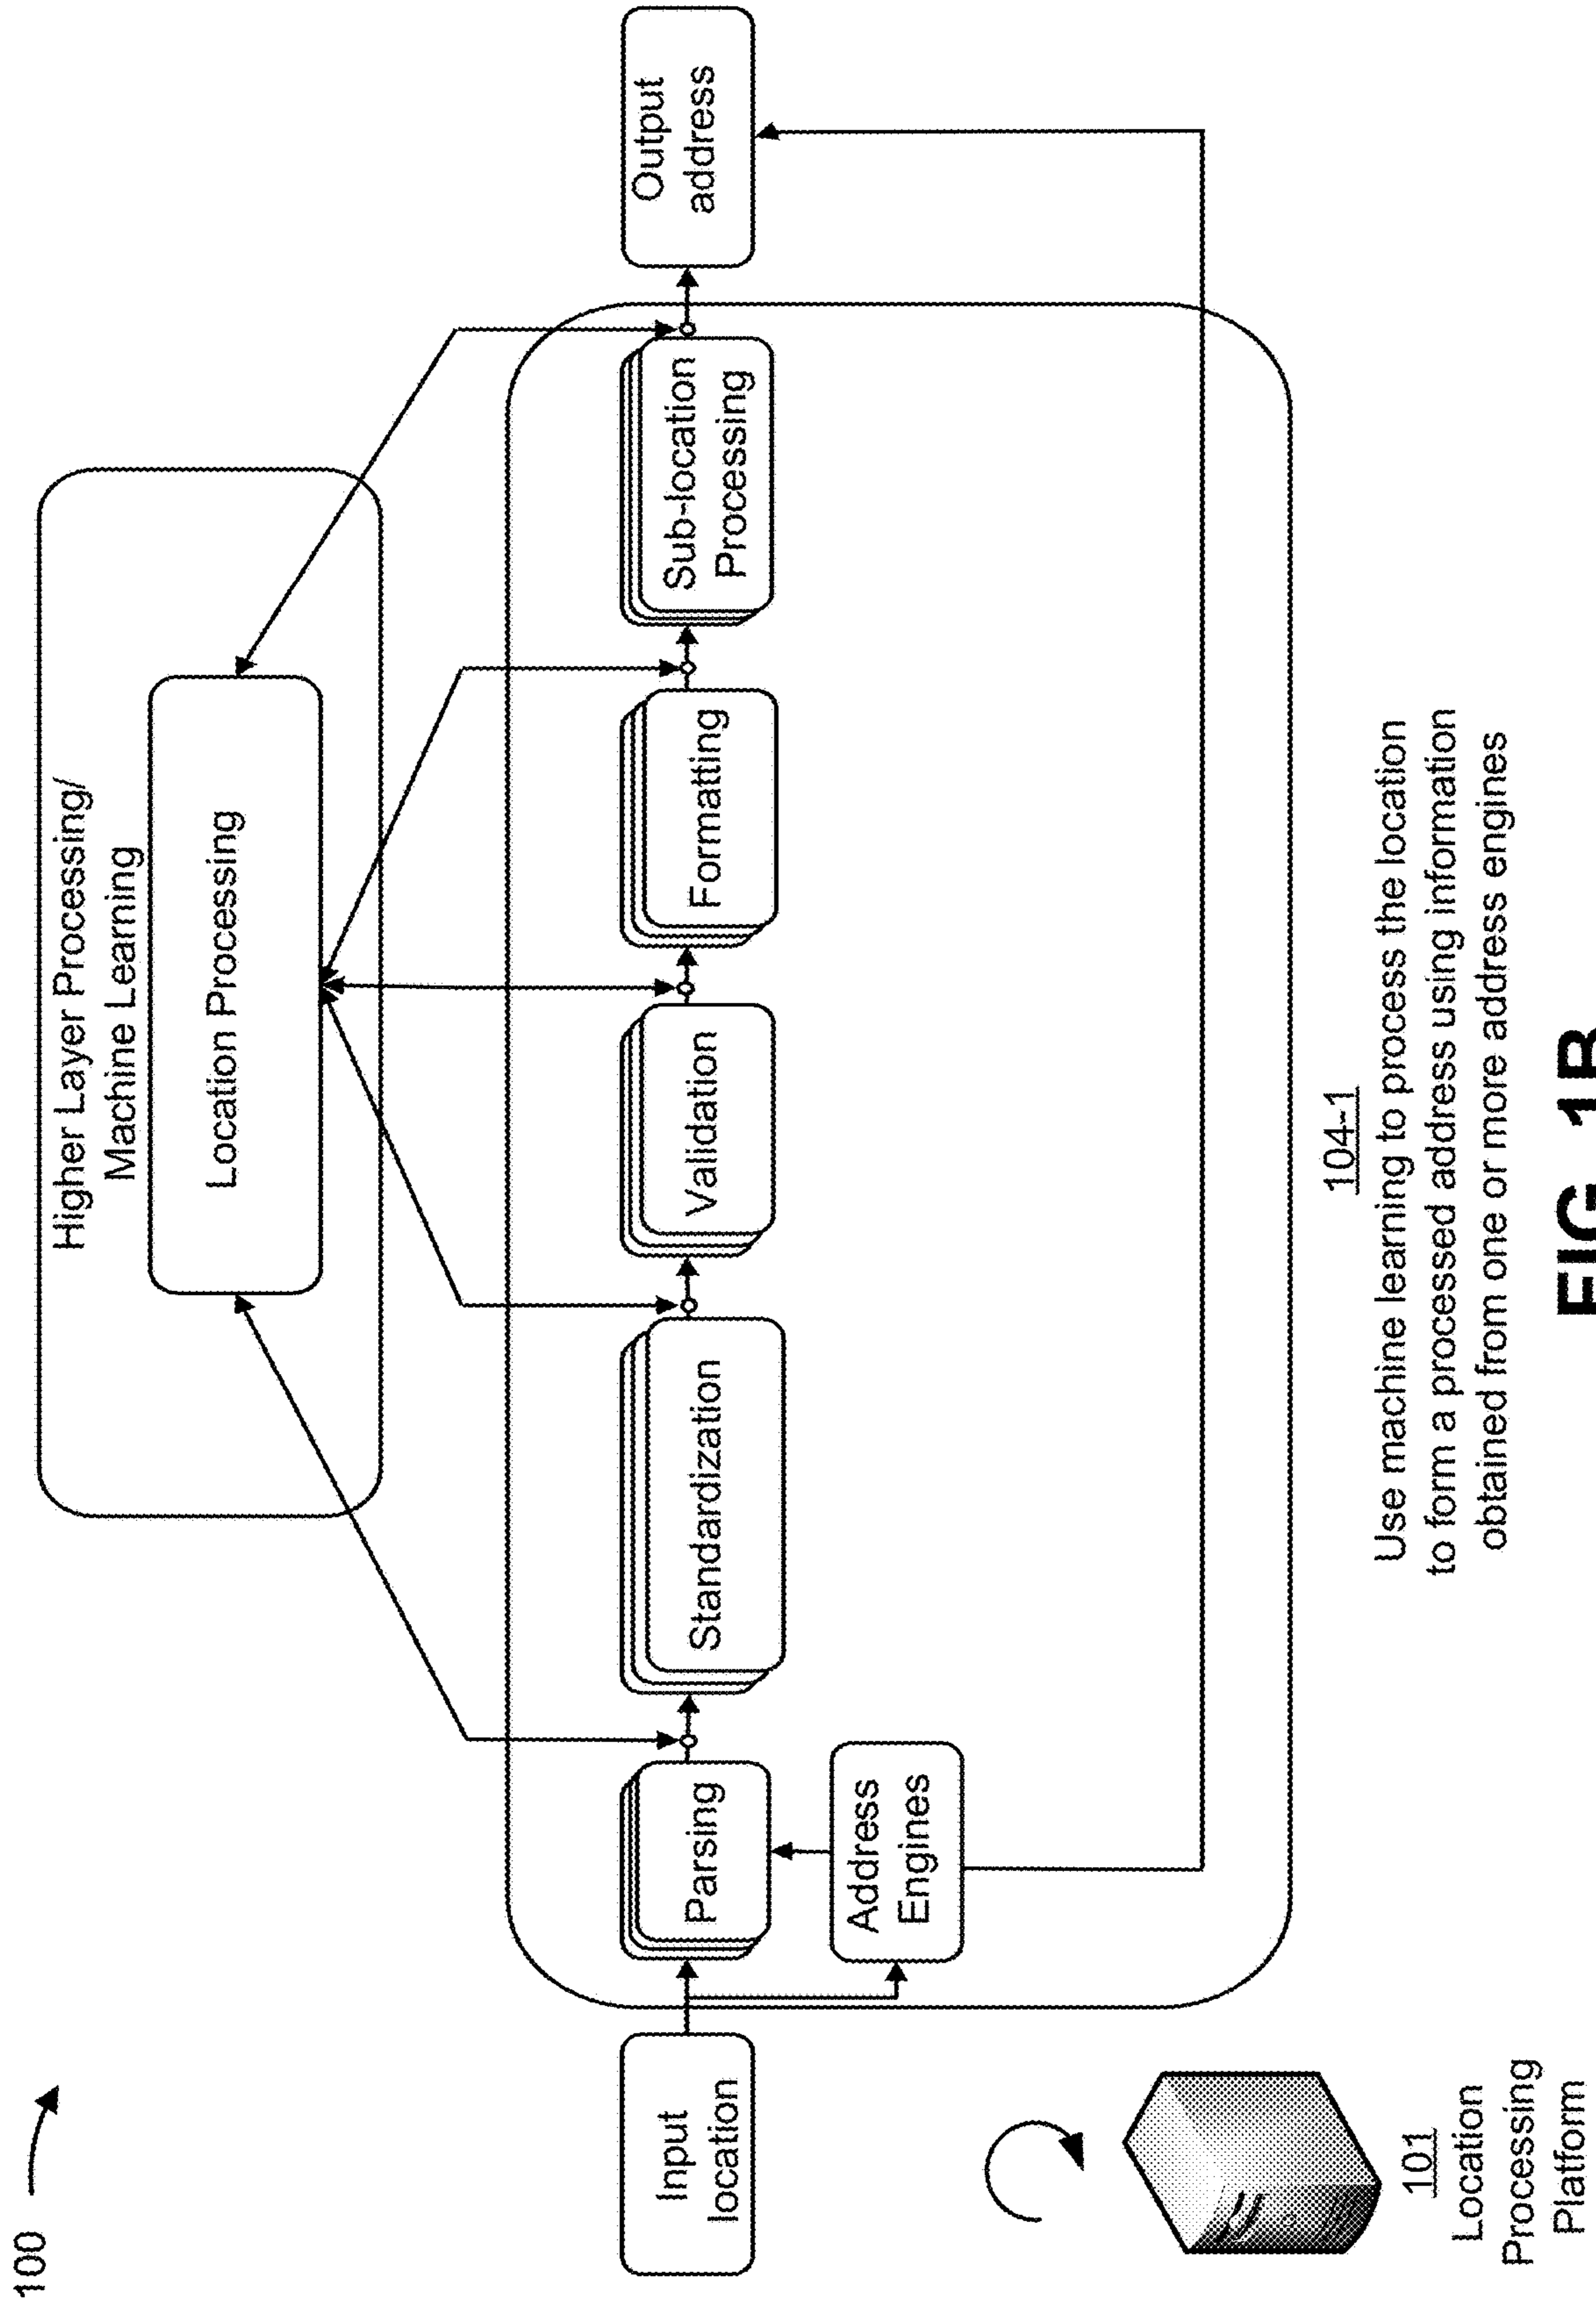 100
Higher Layer Processing/
Machine Learning
Location Processing
Input
location
Parsing
Standardization
Validation
Formatting
Sub-location
Processing
Output
address
Address
Engines
101
Location
Processing
Platform
104-1
Use machine learning to process the location
to form a processed address using information
obtained from one or more address engines
FIG. 1B